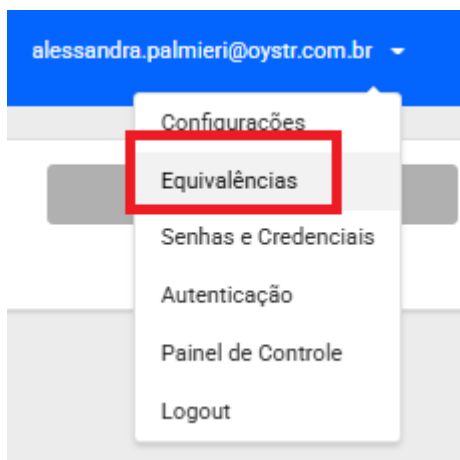 alessandra.palmieri@oystr.com.br
Configurações
Equivalências
Senhas e Credenciais
Autenticação
Painel de Controle
Logout